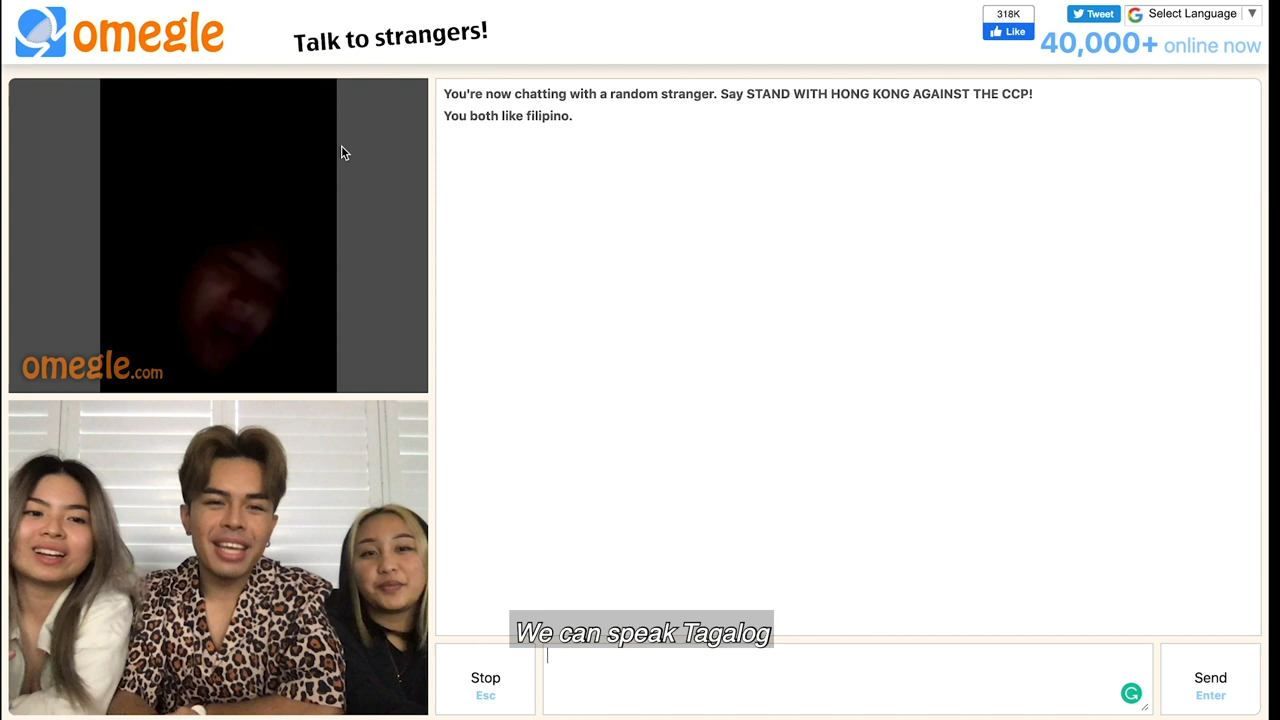 omegle
Talk to strangers!
318K
Like
Tweet
Select Language
40,000+ online now
You're now chatting with a random stranger. Say STAND WITH HONG KONG AGAINST THE CCP!
You both like filipino.
omegle.com
We can speak Tagalog
Stop
Esc
Send
Enter